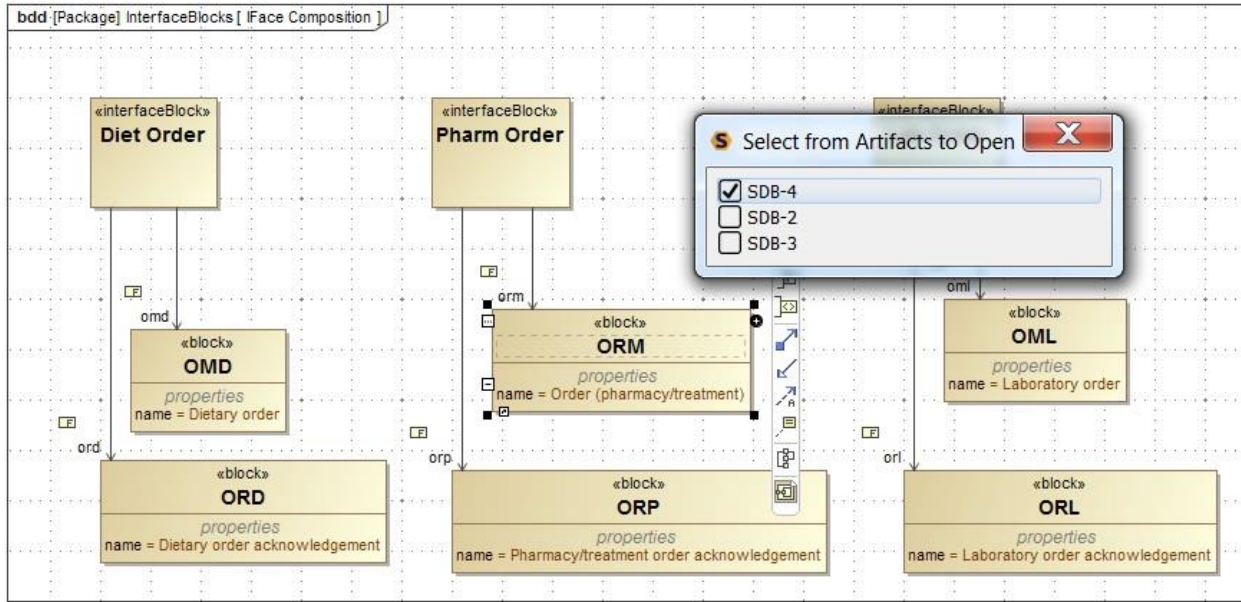 bdd [Package] InterfaceBlocks [ IFace Composition ]
«interfaceBlock»
Diet Order
«interfaceBlock»
Pharm Order
«interfaceBlock»
Select from Artifacts to Open
SDB-4
SDB-2
SDB-3
F
omd
«block»
OMD
properties
name = Dietary order
F
orm
«block»
ORM
properties
name = Order (pharmacy/treatment)
oml
«block»
OML
properties
name = Laboratory order
F
ord
«block»
ORD
properties
name = Dietary order acknowledgement
F
orp
«block»
ORP
properties
name = Pharmacy/treatment order acknowledgement
F
orl
«block»
ORL
properties
name = Laboratory order acknowledgement